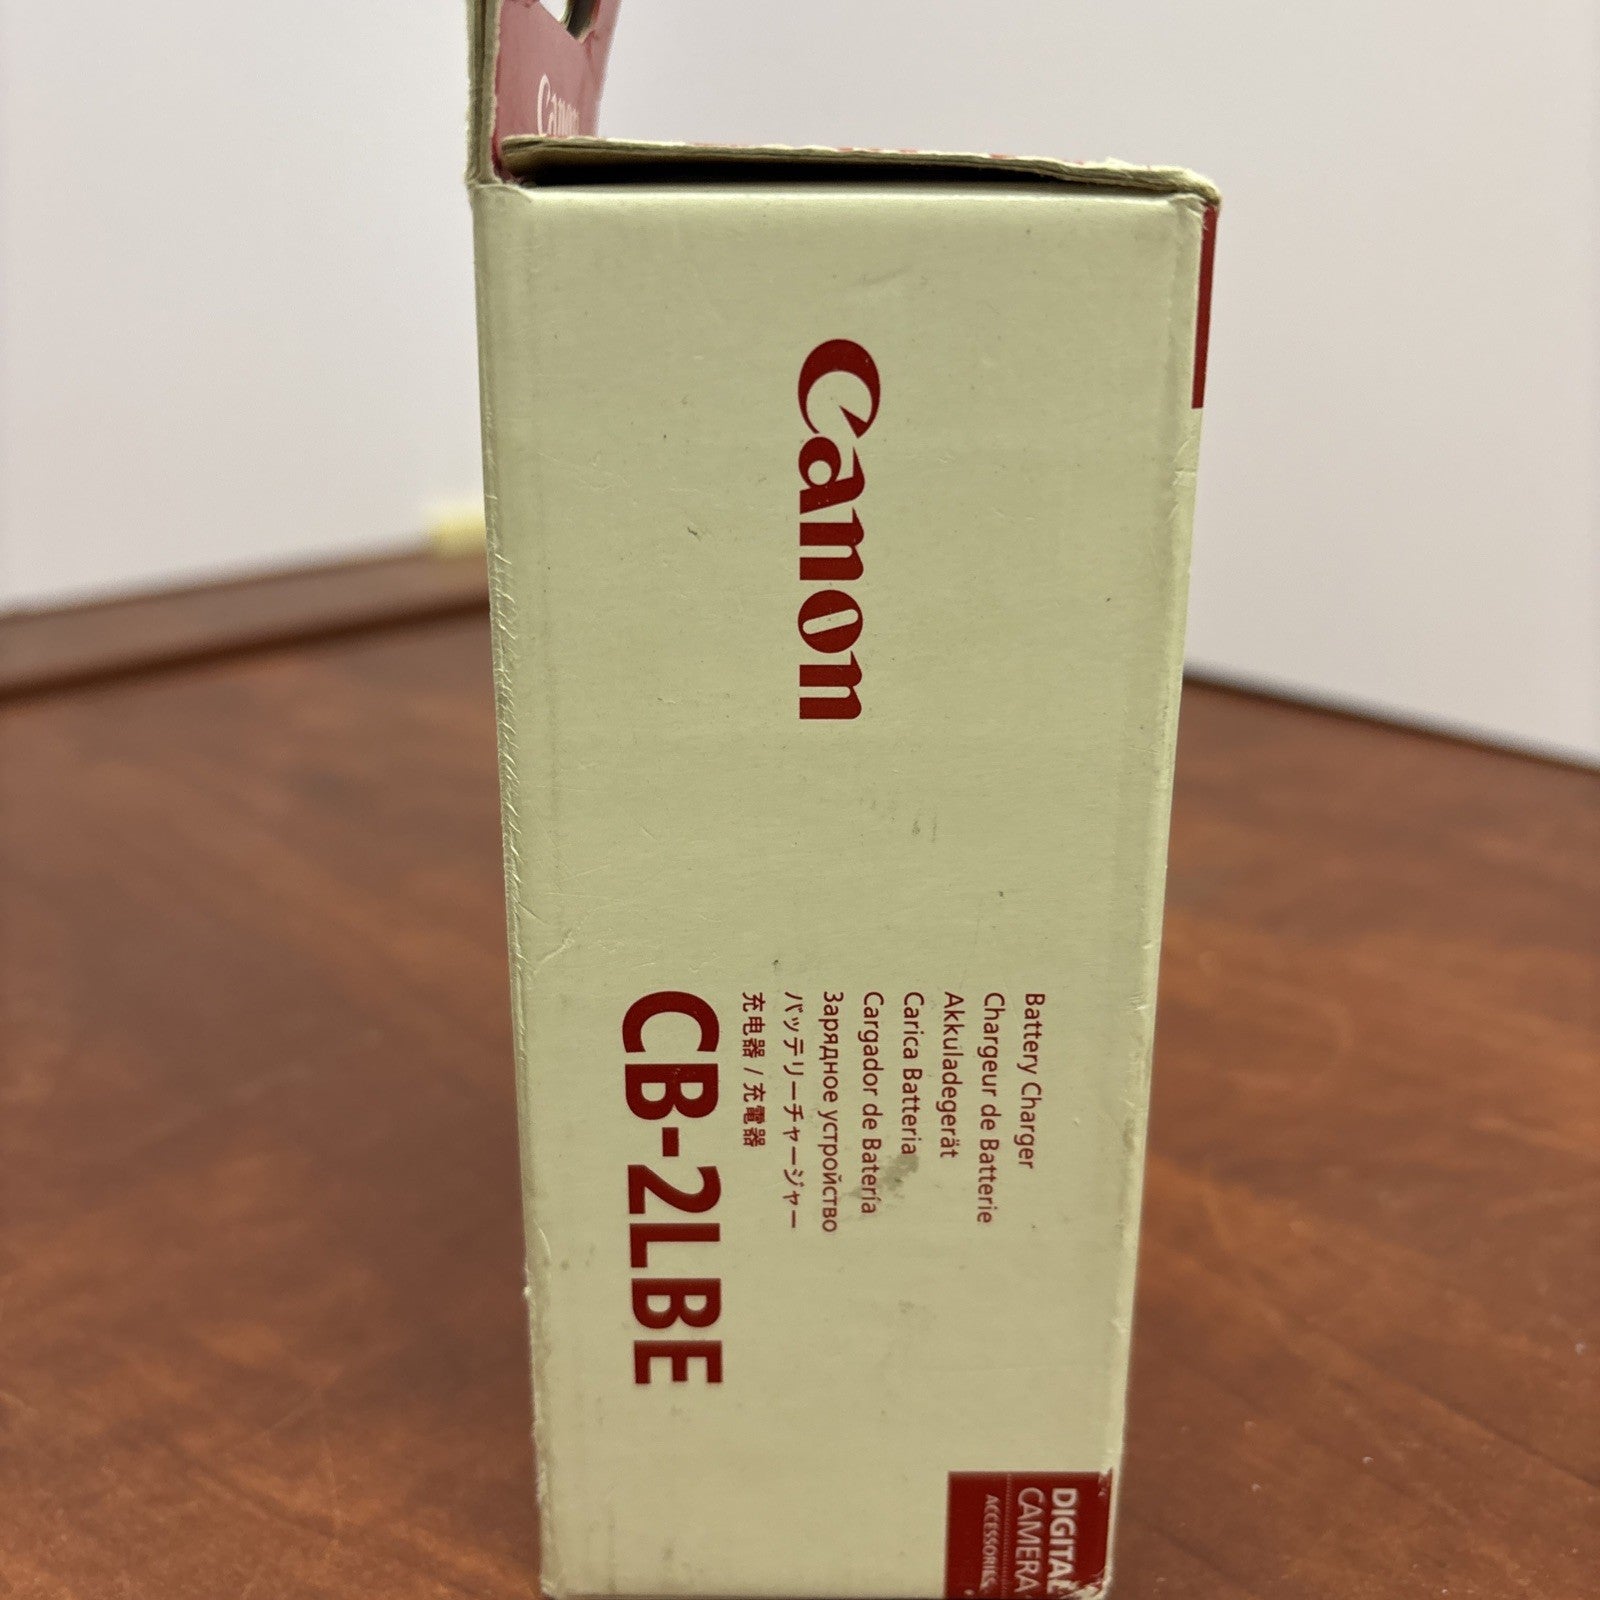 Canon
Canon
Battery Charger
Chargeur de Batterie
Akkuladegerät
Carica Batteria
Cargador de Batería
Зарядное устройство
バッテリーチャージャー
充电器 / 充電器
CB-2LBE
DIGITAL
CAMERA
ACCESSORIES